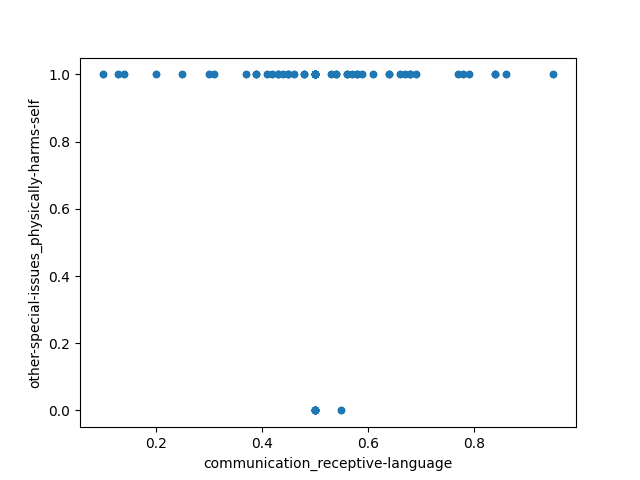 1.0
0.8
0.6
0.4
0.2
0.0
other-special-issues_physically-harms-self
0.2 0.4 0.6 0.8
communication_receptive-language